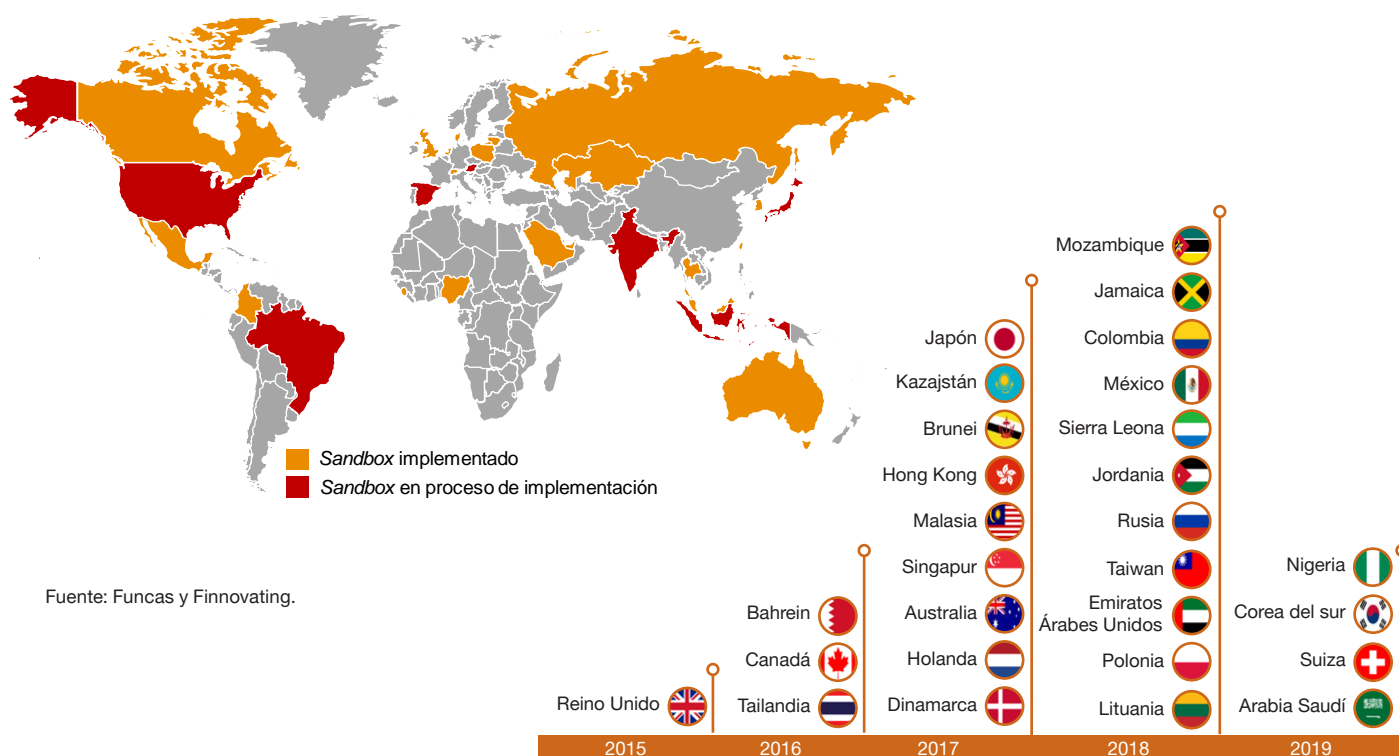 Sandbox implementado
Sandbox en proceso de implementación
Fuente: Funcas y Finnovating.
Reino Unido
2015
Bahrein
Canadá
Tailandia
2016
Japón
Kazajstán
Brunei
Hong Kong
Malasia
Singapur
Australia
Holanda
Dinamarca
2017
Mozambique
Jamaica
Colombia
México
Sierra Leona
Jordania
Rusia
Taiwan
Emiratos
Árabes Unidos
Polonia
Lituania
2018
Nigeria
Corea del sur
Suiza
Arabia Saudí
2019